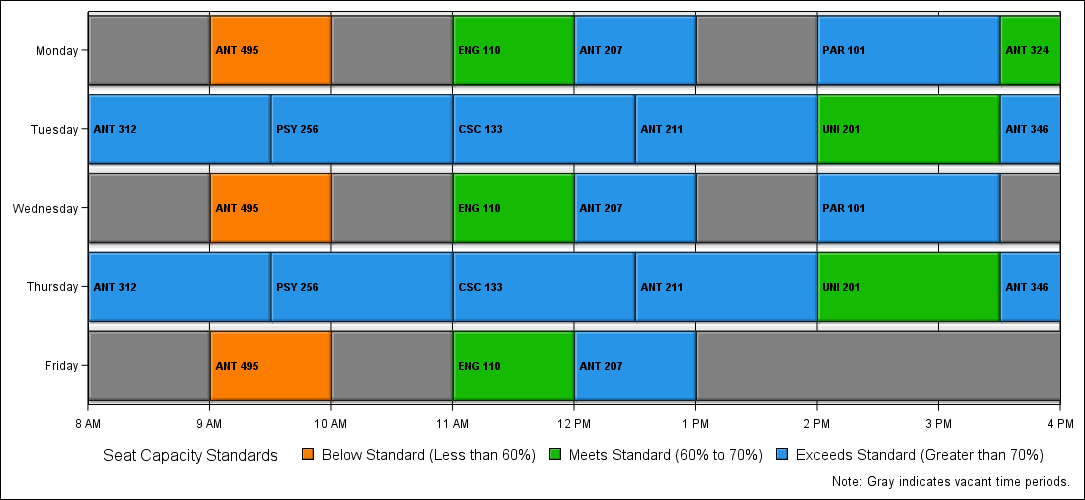 Monday ANT 495 ENG 110 ANT 207 PAR 101 ANT 324
Tuesday ANT 312 PSY 256 CSC 133 ANT 211 UNI 201 ANT 346
Wednesday ANT 495 ENG 110 ANT 207 PAR 101
Thursday ANT 312 PSY 256 CSC 133 ANT 211 UNI 201 ANT 346
Friday ANT 495 ENG 110 ANT 207
8 AM 9 AM 10 AM 11 AM 12 PM 1 PM 2 PM 3 PM 4 PM
Seat Capacity Standards Below Standard (Less than 60%) Meets Standard (60% to 70%) Exceeds Standard (Greater than 70%)
Note: Gray indicates vacant time periods.